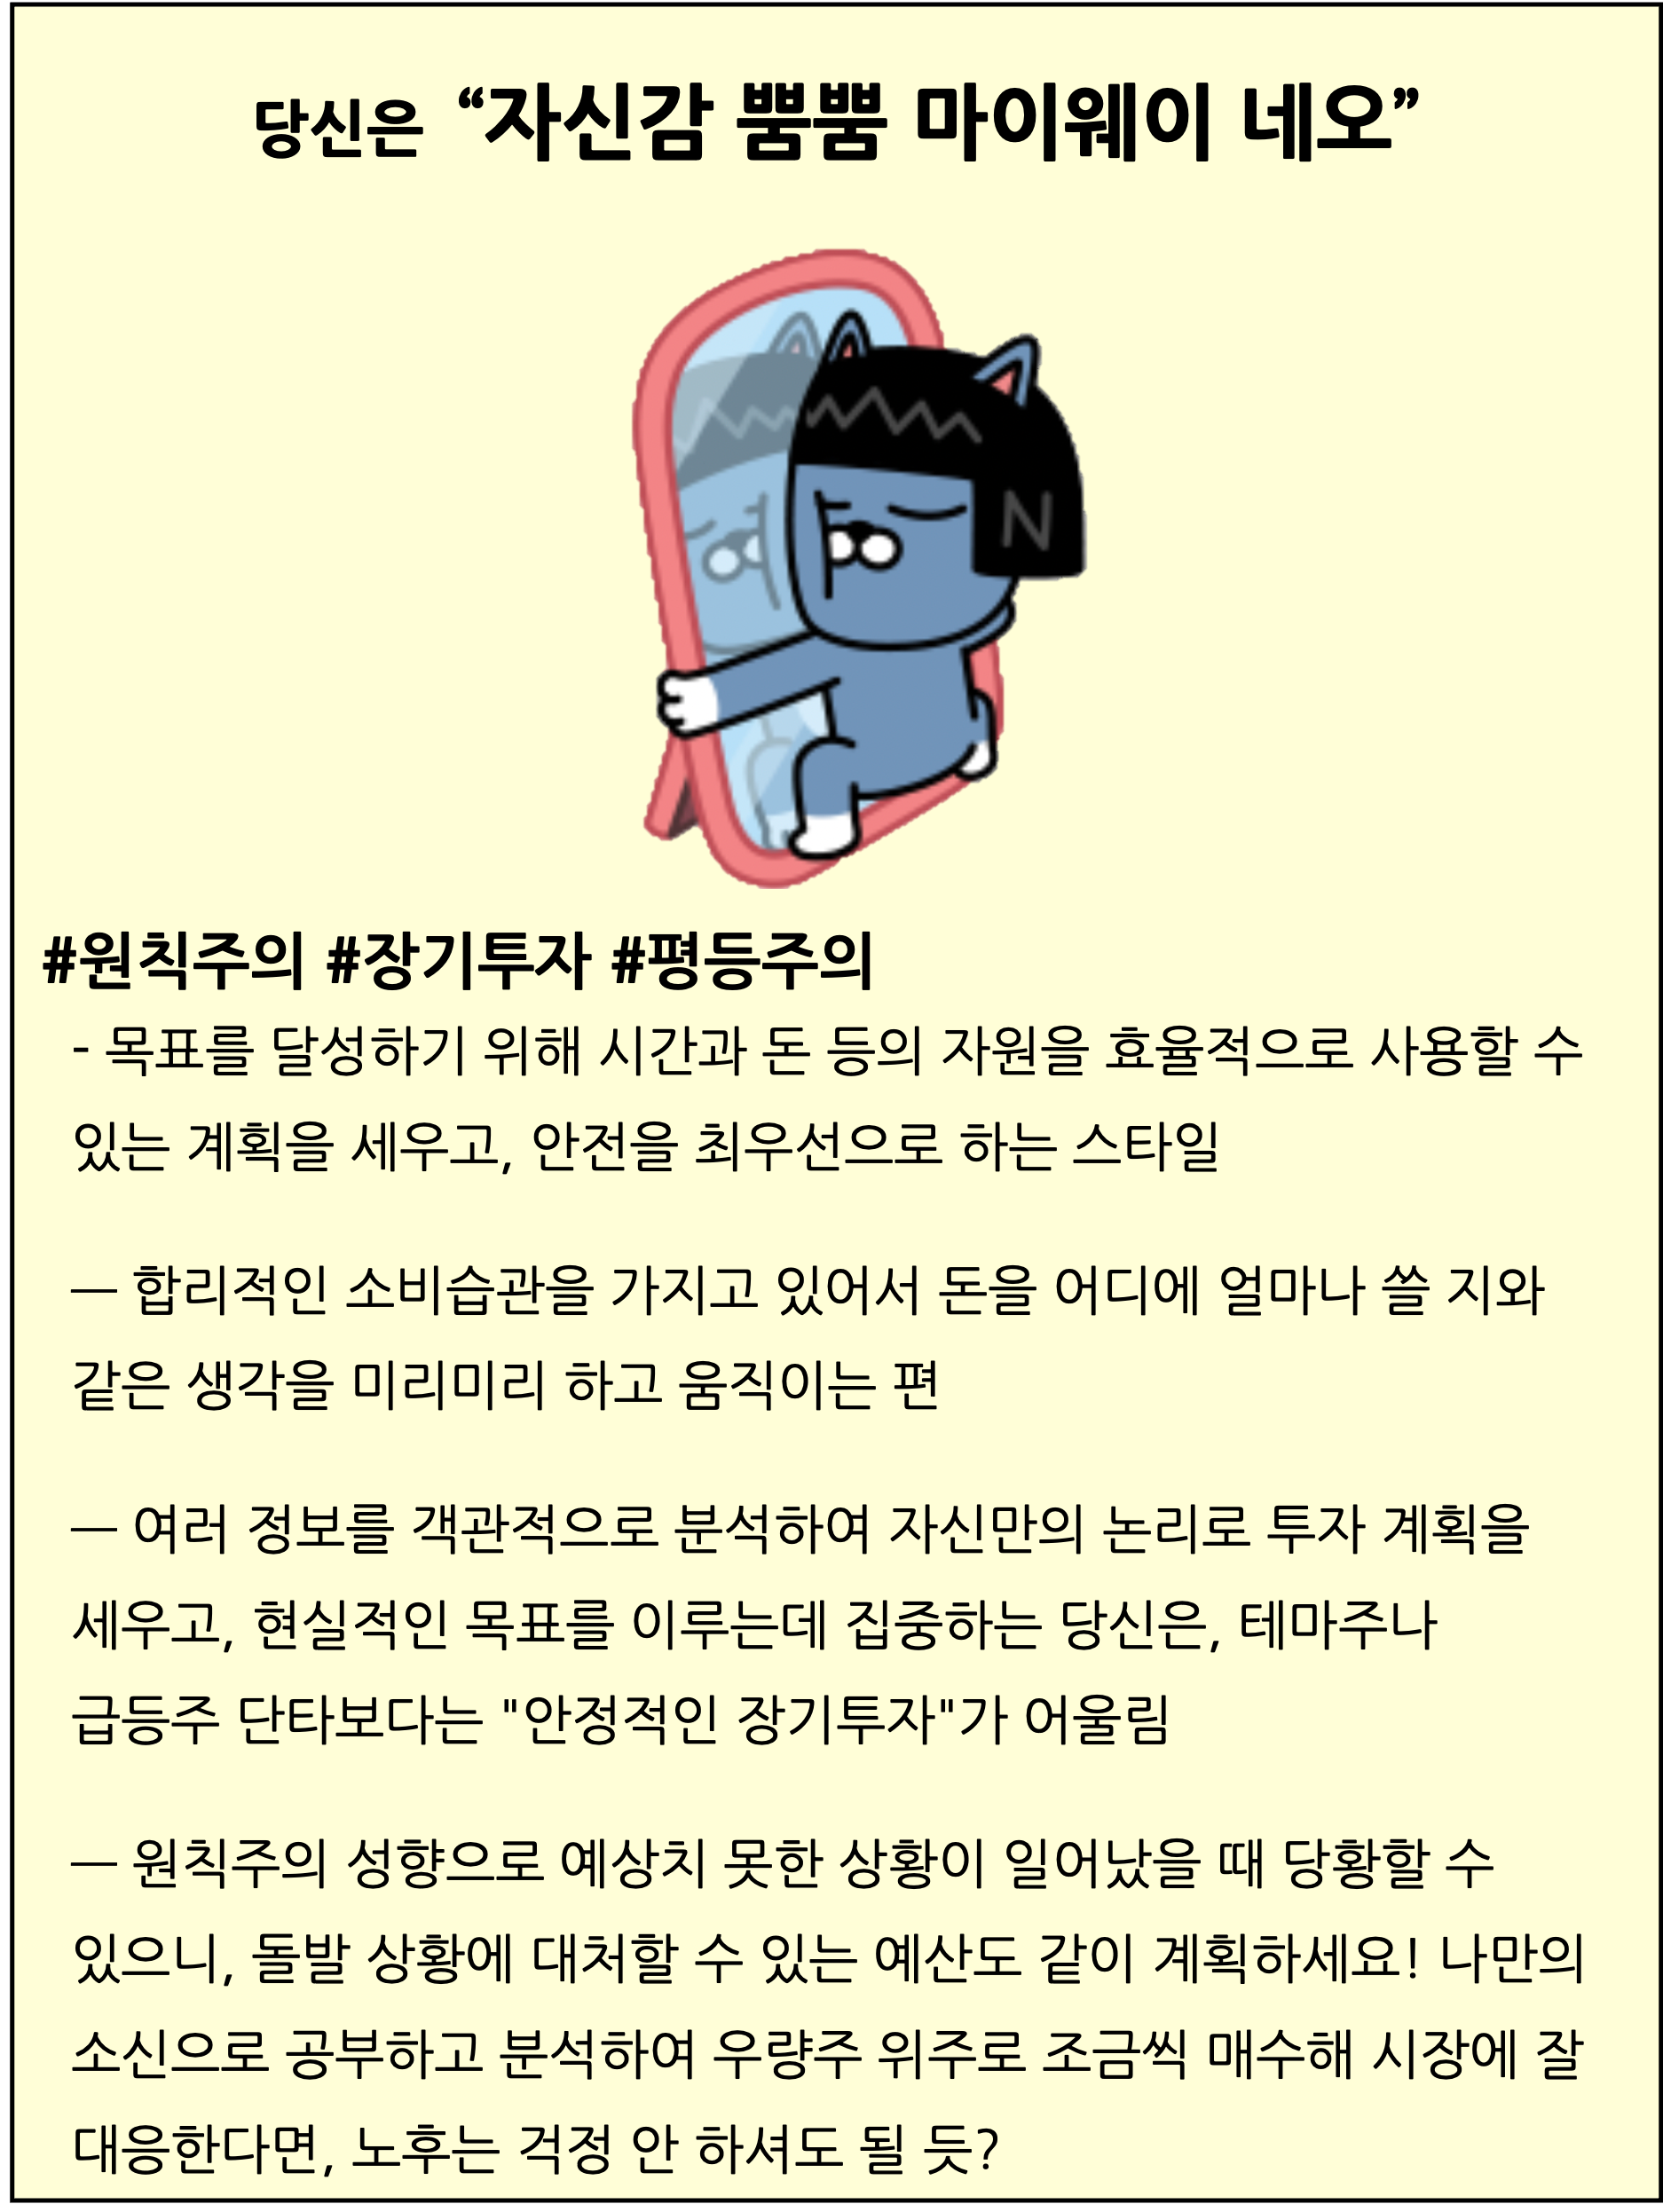 당신은 “자신감 뿜뿜 마이웨이 네오”
N
#원칙주의 #장기투자 #평등주의
- 목표를 달성하기 위해 시간과 돈 등의 자원을 효율적으로 사용할 수
있는 계획을 세우고, 안전을 최우선으로 하는 스타일
— 합리적인 소비습관을 가지고 있어서 돈을 어디에 얼마나 쓸 지와
같은 생각을 미리미리 하고 움직이는 편
— 여러 정보를 객관적으로 분석하여 자신만의 논리로 투자 계획을
세우고, 현실적인 목표를 이루는데 집중하는 당신은, 테마주나
급등주 단타보다는 "안정적인 장기투자"가 어울림
— 원칙주의 성향으로 예상치 못한 상황이 일어났을 때 당황할 수
있으니, 돌발 상황에 대처할 수 있는 예산도 같이 계획하세요! 나만의
소신으로 공부하고 분석하여 우량주 위주로 조금씩 매수해 시장에 잘
대응한다면, 노후는 걱정 안 하셔도 될 듯?